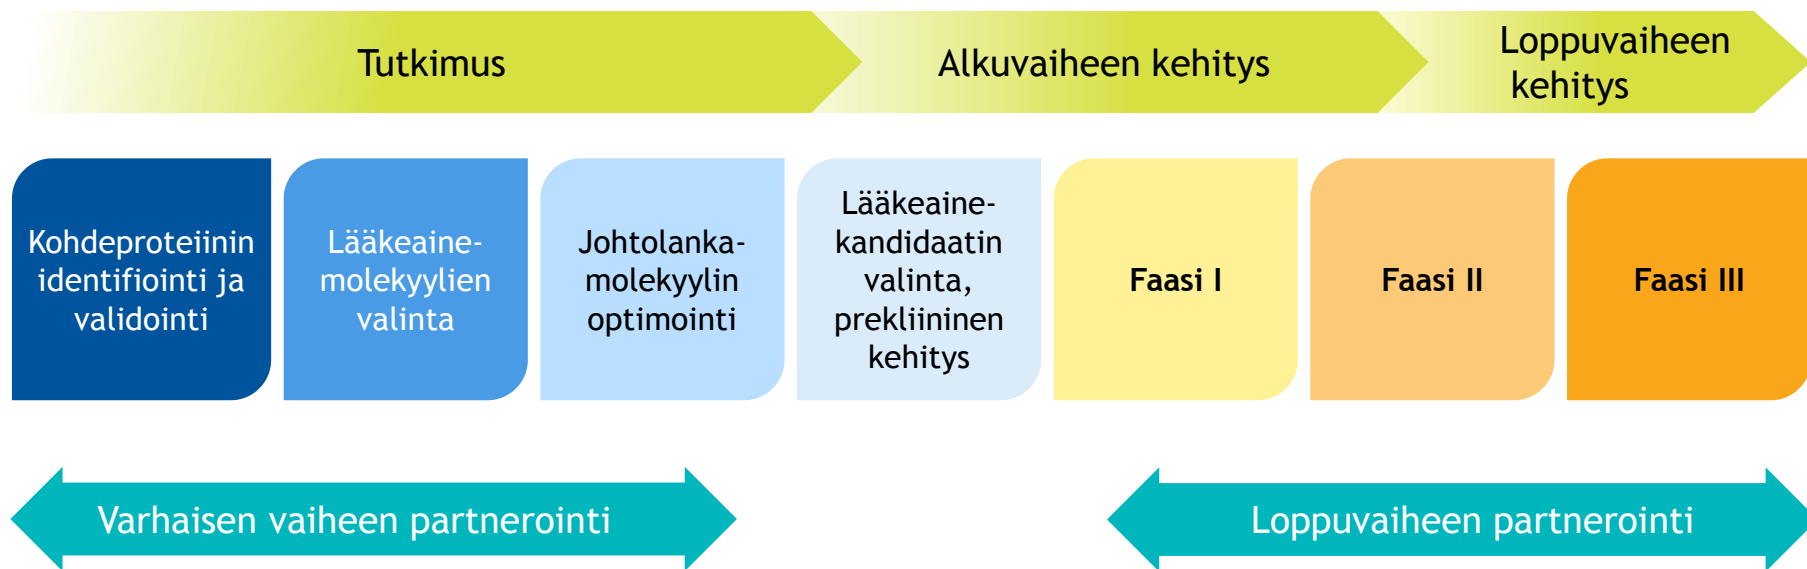 Tutkimus
Alkuvaiheen kehitys
Loppuvaiheen
kehitys
Kohdeproteiinin
identifiointi ja
validointi
Lääkeaine-
molekyylien
valinta
Johtolanka-
molekyylin
optimointi
Lääkeaine-
kandidaatin
valinta,
prekliininen
kehitys
Faasi I
Faasi II
Faasi III
Varhaisen vaiheen partnerointi
Loppuvaiheen partnerointi